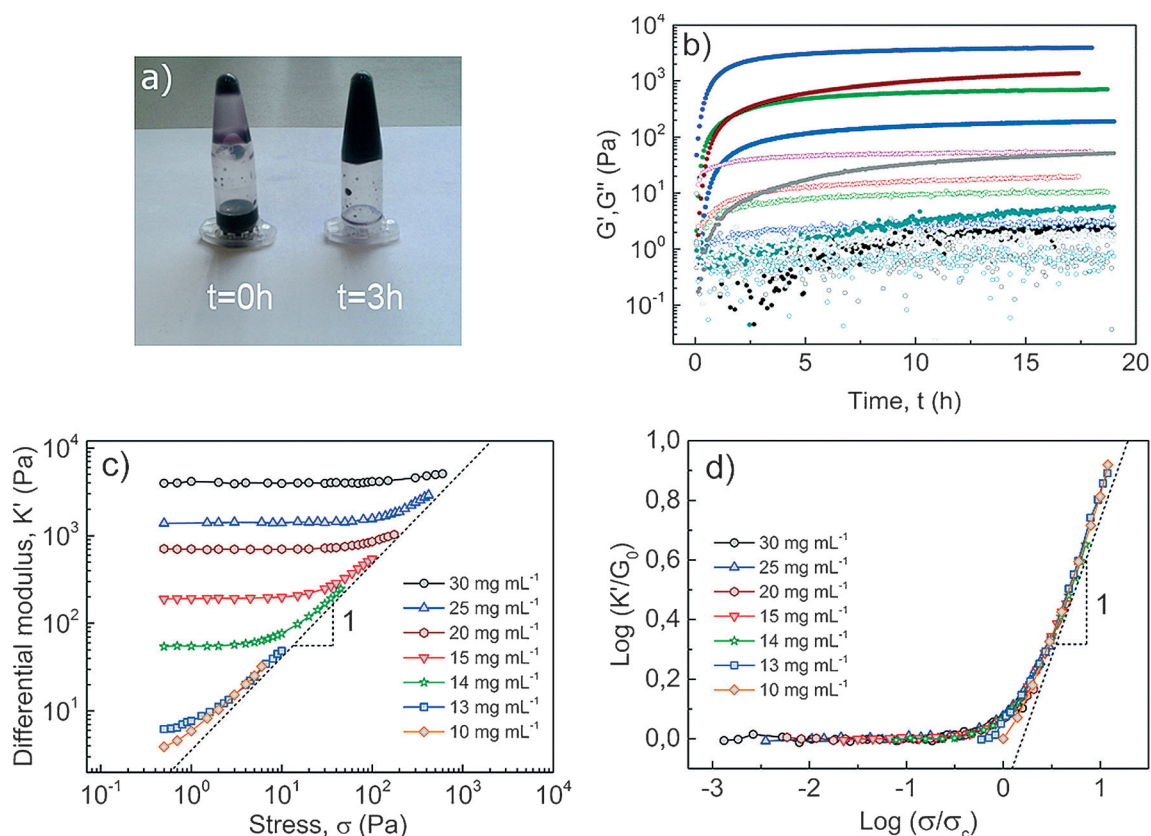 a)
t=0h
t=3h
b)
G',G'' (Pa)
10⁴
10³
10²
10¹
10⁰
10⁻¹
0
5
10
15
20
Time, t (h)
c)
Differential modulus, K' (Pa)
10⁴
10³
10²
10¹
30 mg mL⁻¹
25 mg mL⁻¹
20 mg mL⁻¹
15 mg mL⁻¹
14 mg mL⁻¹
13 mg mL⁻¹
10 mg mL⁻¹
1
10⁻¹
10⁰
10¹
10²
10³
10⁴
Stress, σ (Pa)
d)
Log (K'/G₀)
1,0
0,8
0,6
0,4
0,2
0,0
30 mg mL⁻¹
25 mg mL⁻¹
20 mg mL⁻¹
15 mg mL⁻¹
14 mg mL⁻¹
13 mg mL⁻¹
10 mg mL⁻¹
1
-3
-2
-1
0
1
Log (σ/σc)